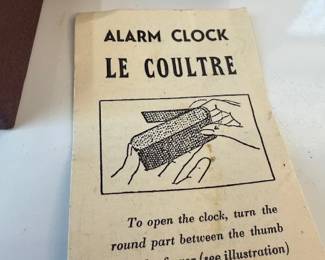 ALARM CLOCK
LE COULTRE
To open the clock, turn the
round part between the thumb
(see illustration)